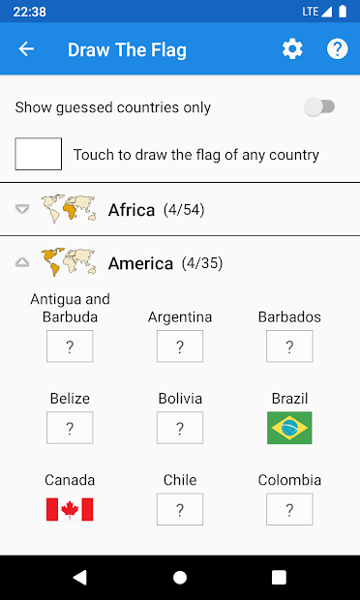 22:38 LTE
Draw The Flag ?
Show guessed countries only
Touch to draw the flag of any country
Africa (4/54)
America (4/35)
Antigua and
Barbuda Argentina Barbados
? ? ?
Belize Bolivia Brazil
? ?
Canada Chile Colombia
? ?